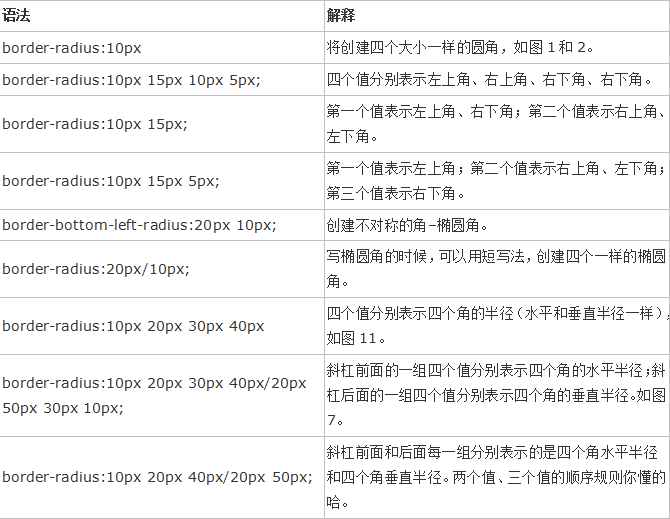 语法
解释
border-radius:10px
将创建四个大小一样的圆角，如图1和2。
border-radius:10px 15px 10px 5px;
四个值分别表示左上角、右上角、右下角、右下角。
border-radius:10px 15px;
第一个值表示左上角、右下角；第二个值表示右上角、
左下角。
border-radius:10px 15px 5px;
第一个值表示左上角；第二个值表示右上角、左下角；
第三个值表示右下角。
border-bottom-left-radius:20px 10px;
创建不对称的角-椭圆角。
border-radius:20px/10px;
写椭圆角的时候，可以用短写法，创建四个一样的椭圆
角。
border-radius:10px 20px 30px 40px
四个值分别表示四个角的半径（水平和垂直半径一样），
如图11。
border-radius:10px 20px 30px 40px/20px
50px 30px 10px;
斜杠前面的一组四个值分别表示四个角的水平半径；斜
杠后面的一组四个值分别表示四个角的垂直半径。如图
7。
border-radius:10px 20px 40px/20px 50px;
斜杠前面和后面每一组分别表示的是四个角水平半径
和四个角垂直半径。两个值、三个值的顺序规则你懂的
哈。